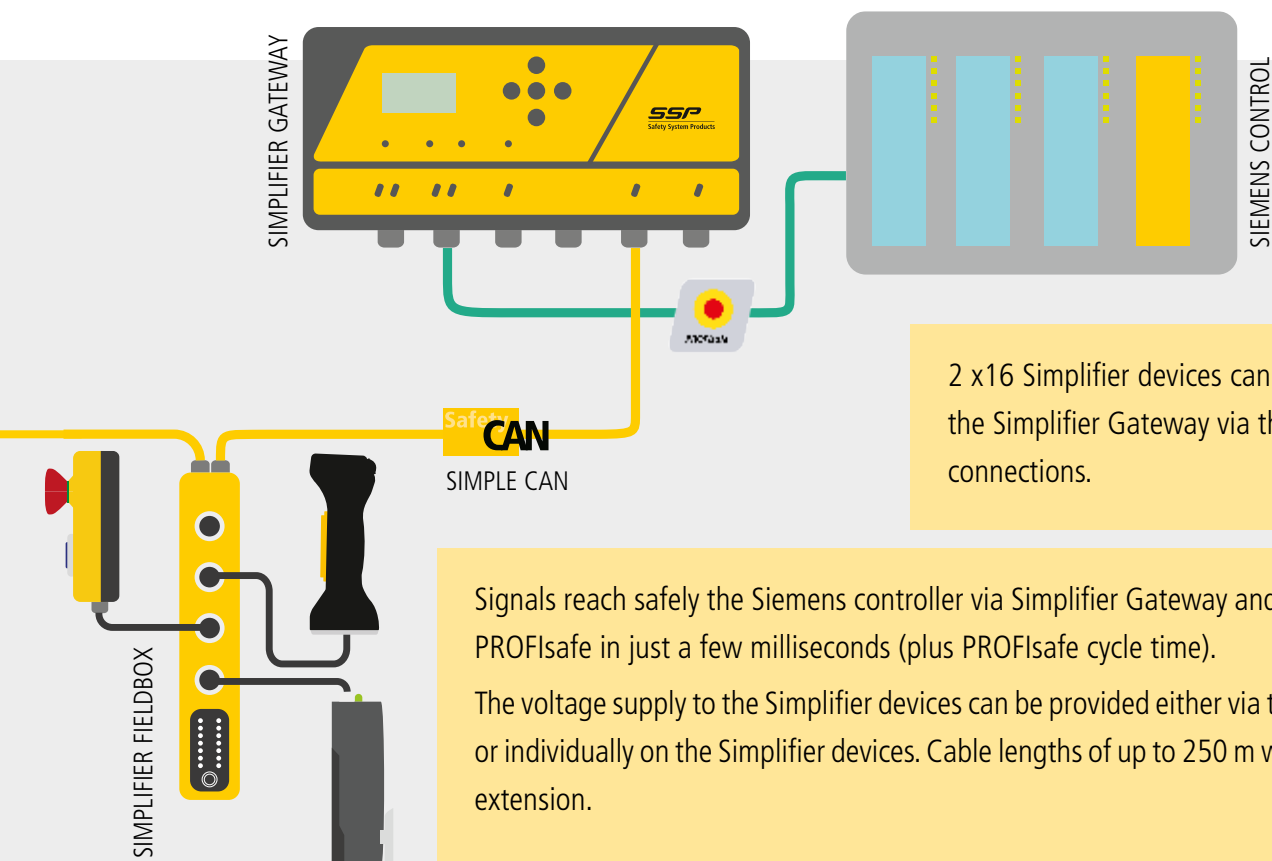 SIMPLIFIER GATEWAY
SSP
Safety System Products
SIEMENS CONTROL
2 x16 Simplifier devices can
the Simplifier Gateway via
connections.
Safety
CAN
SIMPLE CAN
Signals reach safely the Siemens controller via Simplifier Gateway and
PROFIsafe in just a few milliseconds (plus PROFIsafe cycle time).
The voltage supply to the Simplifier devices can be provided either via
or individually on the Simplifier devices. Cable lengths of up to 250 m
extension.
SIMPLIFIER FIELDBOX